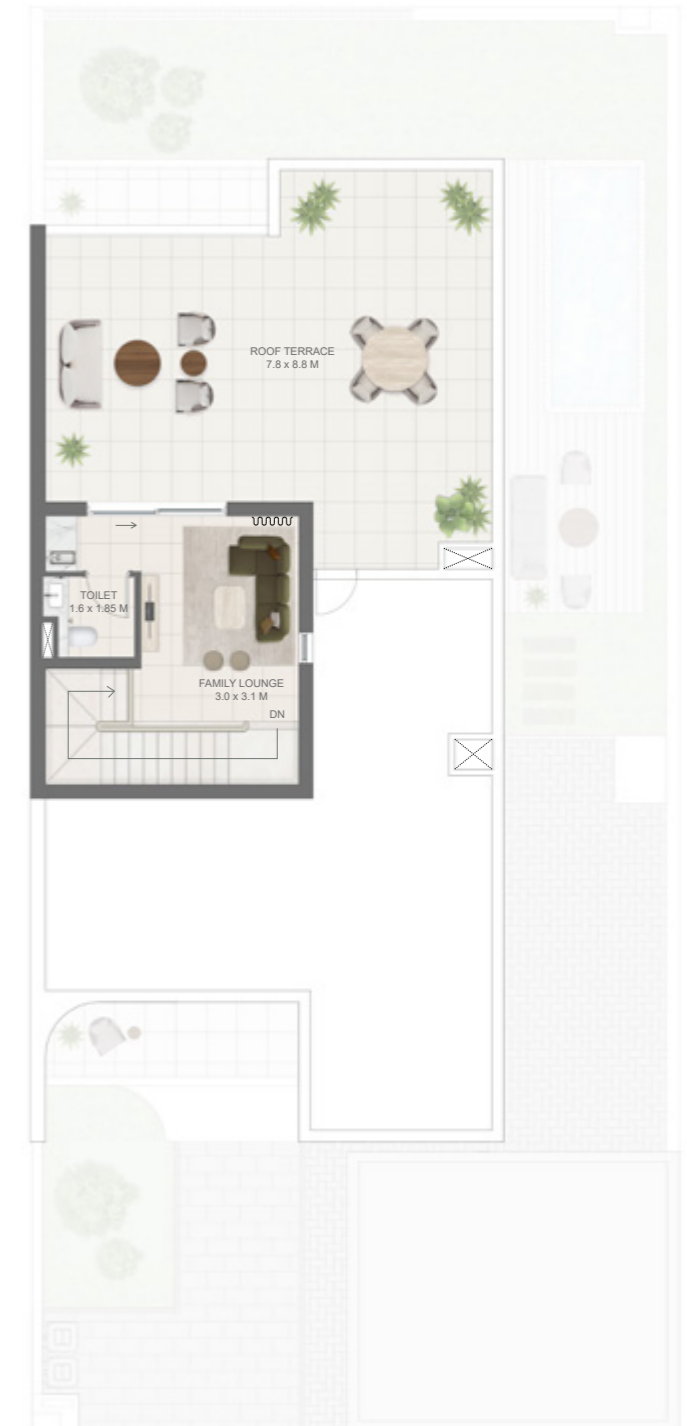 ROOF TERRACE
7.8 x 8.8 M
TOILET
1.6 x 1.85 M
FAMILY LOUNGE
3.0 x 3.1 M
DN